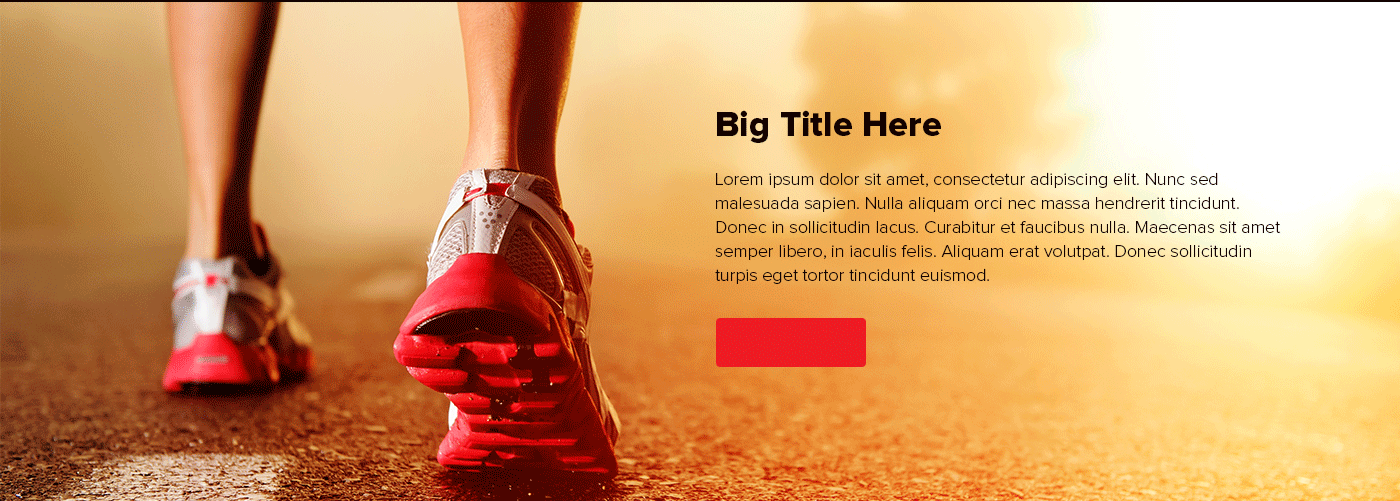 Big Title Here
Lorem ipsum dolor sit amet, consectetur adipiscing elit. Nunc sed
malesuada sapien. Nulla aliquam orci nec massa hendrerit tincidunt.
Donec in sollicitudin lacus. Curabitur et faucibus nulla. Maecenas sit amet
semper libero, in iaculis felis. Aliquam erat volutpat. Donec sollicitudin
turpis eget tortor tincidunt euismod.